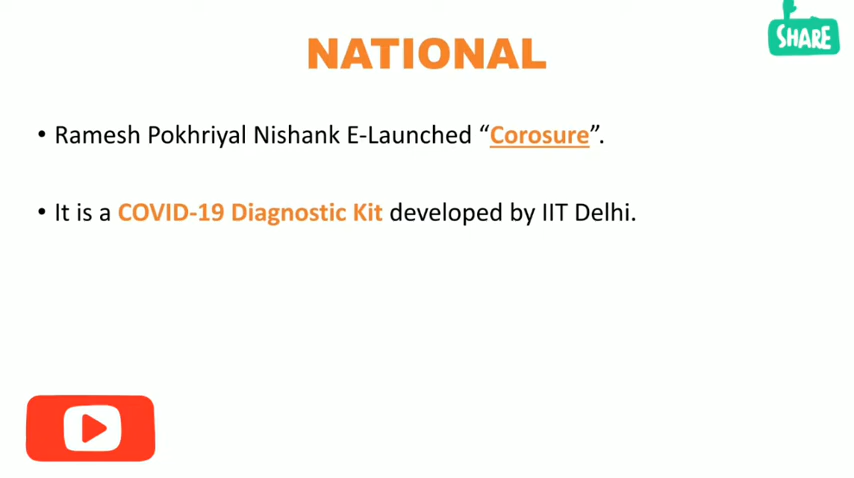 NATIONAL
SHARE
• Ramesh Pokhriyal Nishank E-Launched “Corosure”.
• It is a COVID-19 Diagnostic Kit developed by IIT Delhi.